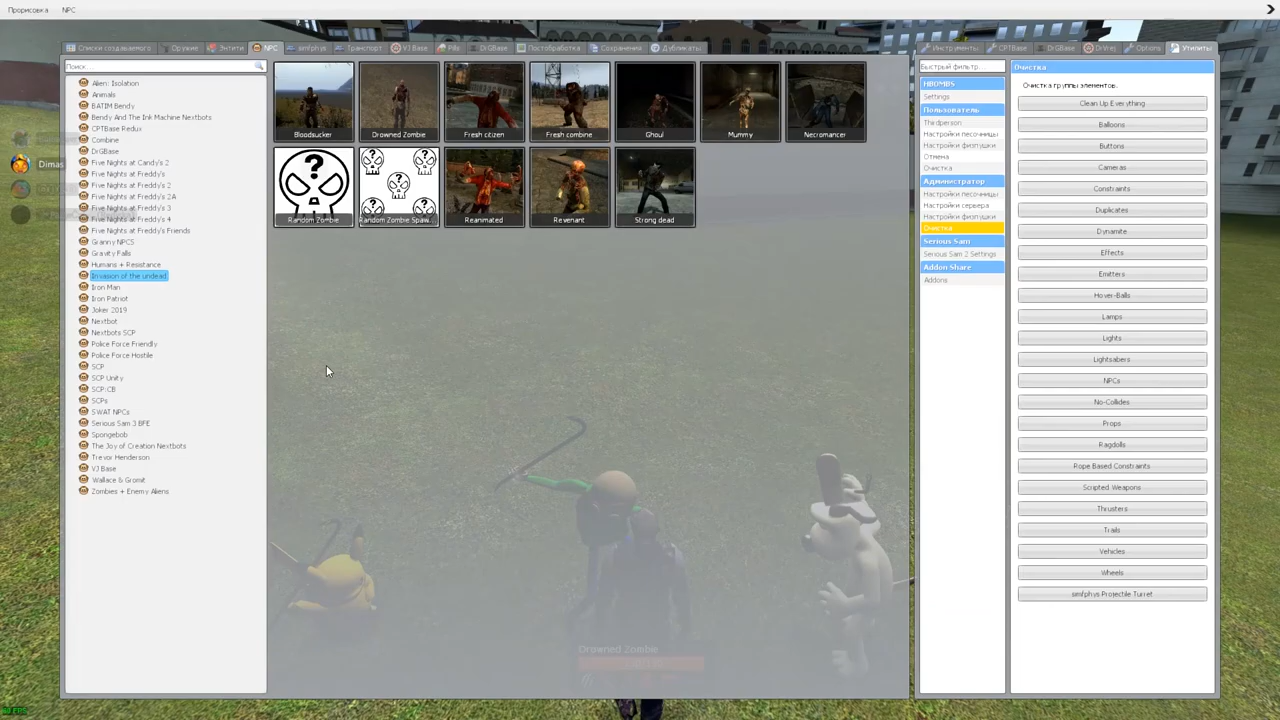 Прорисовка NPC
Списки создаваемого Оружие Энтити NPC simfphys Транспорт VJ Base Pills DrGBase Постобработка Сохранения Дубликаты
Инструменты CPTBase DrGBase DrVrej Options Утилиты
Поиск...
Alien: Isolation
Animals
BATIM Bendy
Bendy And The Ink Machine Nextbots
CPTBase Redux
Combine
DrGBase
Five Nights at Candy's 2
Five Nights at Freddy's
Five Nights at Freddy's 2
Five Nights at Freddy's 2A
Five Nights at Freddy's 3
Five Nights at Freddy's 4
Five Nights at Freddy's Friends
Granny NPCS
Gravity Falls
Humans + Resistance
Invasion of the undead
Iron Man
Iron Patriot
Joker 2019
Nextbot
Nextbots SCP
Police Force Friendly
Police Force Hostile
SCP
SCP Unity
SCP:CB
SCPs
SWAT NPCs
Serious Sam 3 BFE
Spongebob
The Joy of Creation Nextbots
Trevor Henderson
VJ Base
Wallace & Gromit
Zombies + Enemy Aliens
Dimas
Bloodsucker
Drowned Zombie
Fresh citizen
Fresh combine
Ghoul
Mummy
Necromancer
Random Zombie
Random Zombie Spaw...
Reanimated
Revenant
Strong dead
Drowned Zombie
Быстрый фильтр...
HBOMBS
Settings
Пользователь
Thirdperson
Настройки песочницы
Настройки физпушки
Отмена
Очистка
Администратор
Настройки песочницы
Настройки сервера
Настройки физпушки
Очистка
Serious Sam
Serious Sam 2 Settings
Addon Share
Addons
Очистка
Очистка группы элементов.
Clean Up Everything
Balloons
Buttons
Cameras
Constraints
Duplicates
Dynamite
Effects
Emitters
Hover-Balls
Lamps
Lights
Lightsabers
NPCs
No-Collides
Props
Ragdolls
Rope Based Constraints
Scripted Weapons
Thrusters
Trails
Vehicles
Wheels
simfphys Projectile Turret